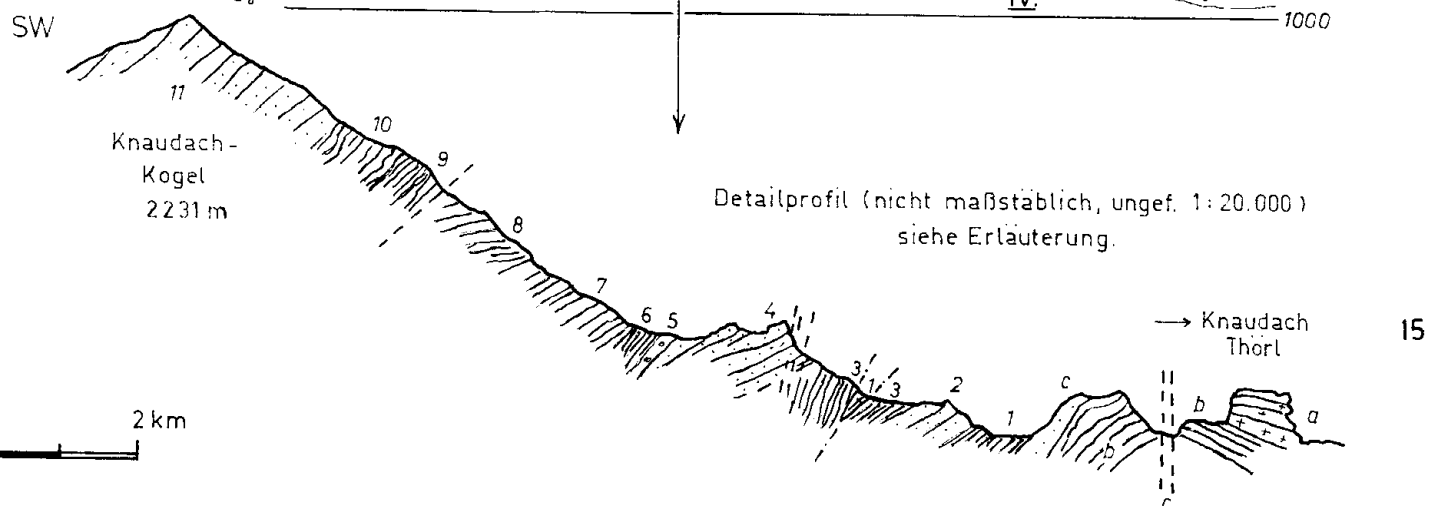 SW
IV.
1000
11
Knaudach-
Kogel
2231 m
10
9
8
7
6
5
4
3
1
3
2
1
c
b
b
a
c
Detailprofil (nicht maßstäblich, ungef. 1:20.000)
siehe Erläuterung.
→ Knaudach
Thörl
15
2 km